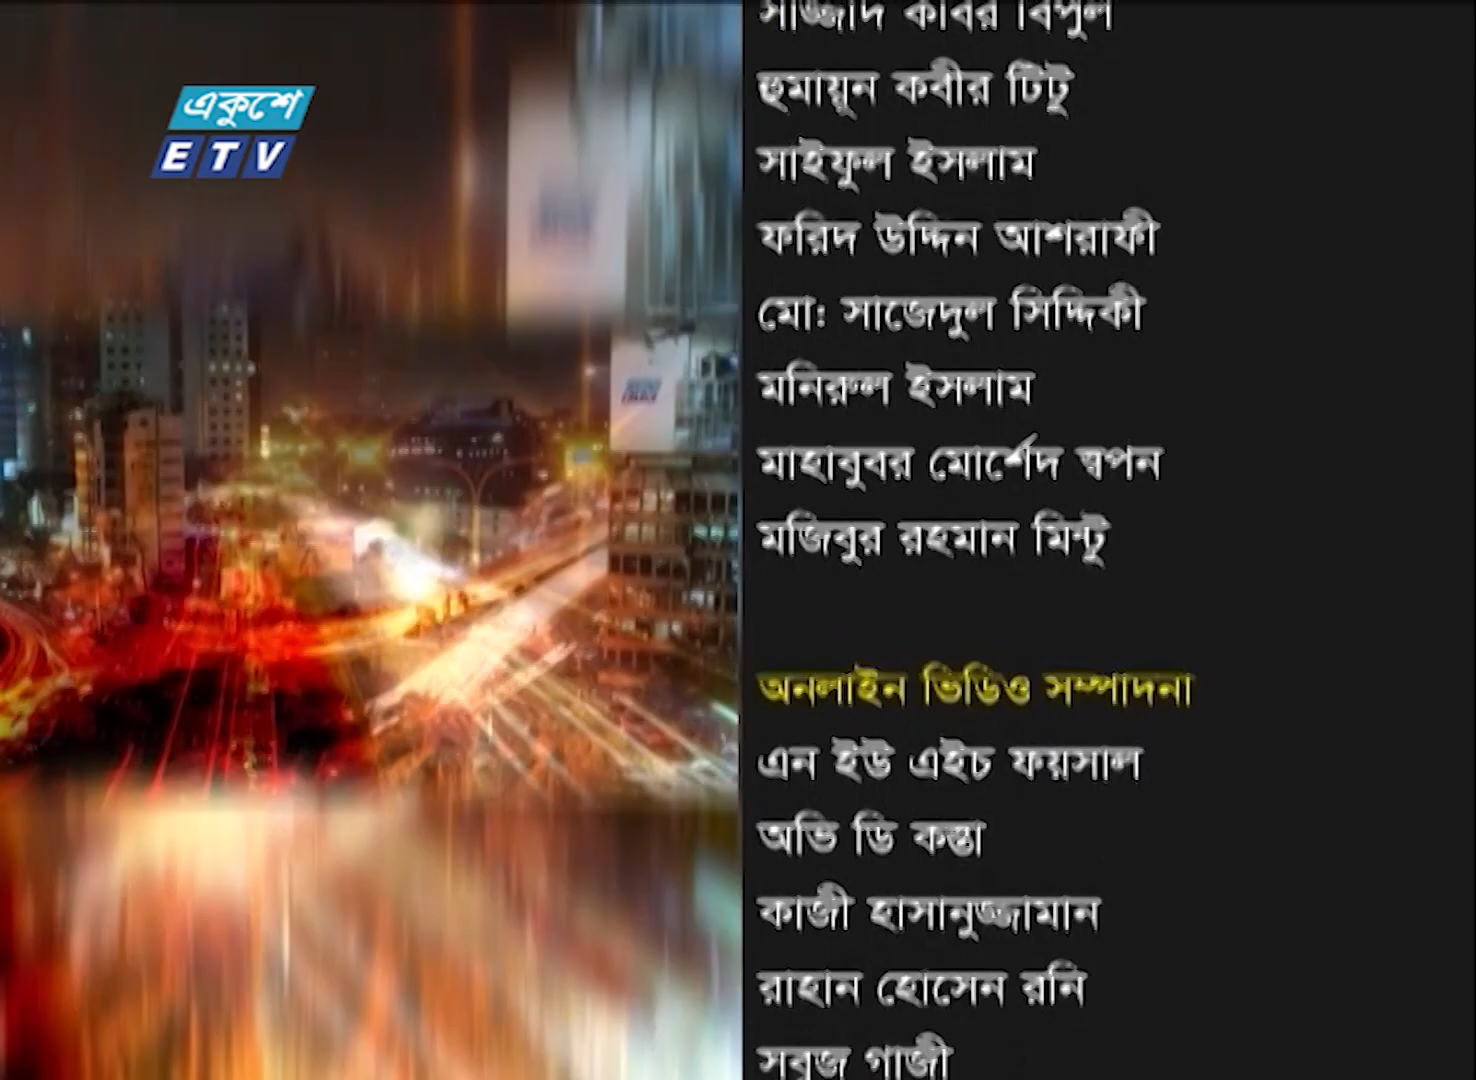 একুশে
ETV
সাজ্জাদ কবির বিপুল
হুমায়ূন কবীর টিটু
সাইফুল ইসলাম
ফরিদ উদ্দিন আশরাফী
মোঃ সাজেদুল সিদ্দিকী
মনিরুল ইসলাম
মাহাবুবর মোর্শেদ স্বপন
মজিবুর রহমান মিন্টু
অনলাইন ভিডিও সম্পাদনা
এন ইউ এইচ ফয়সাল
অভি ডি কস্তা
কাজী হাসানুজ্জামান
রাহান হোসেন রনি
সবুজ গাজী